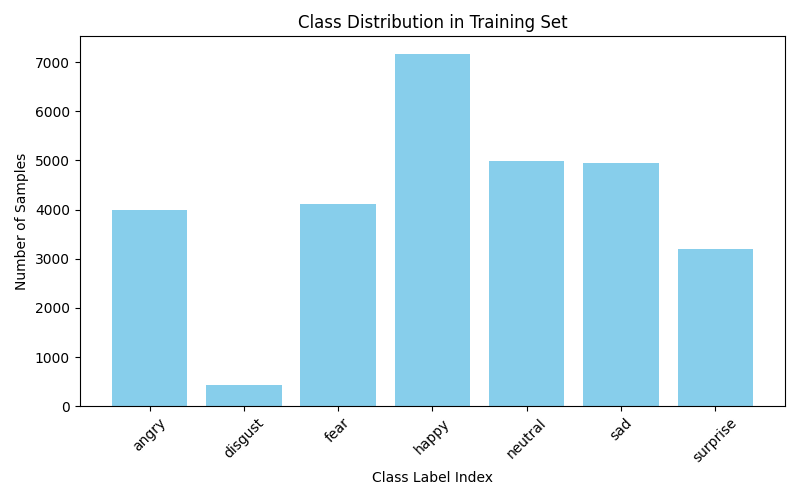 Class Distribution in Training Set
Number of Samples
7000
6000
5000
4000
3000
2000
1000
0
angry
disgust
fear
happy
neutral
sad
surprise
Class Label Index